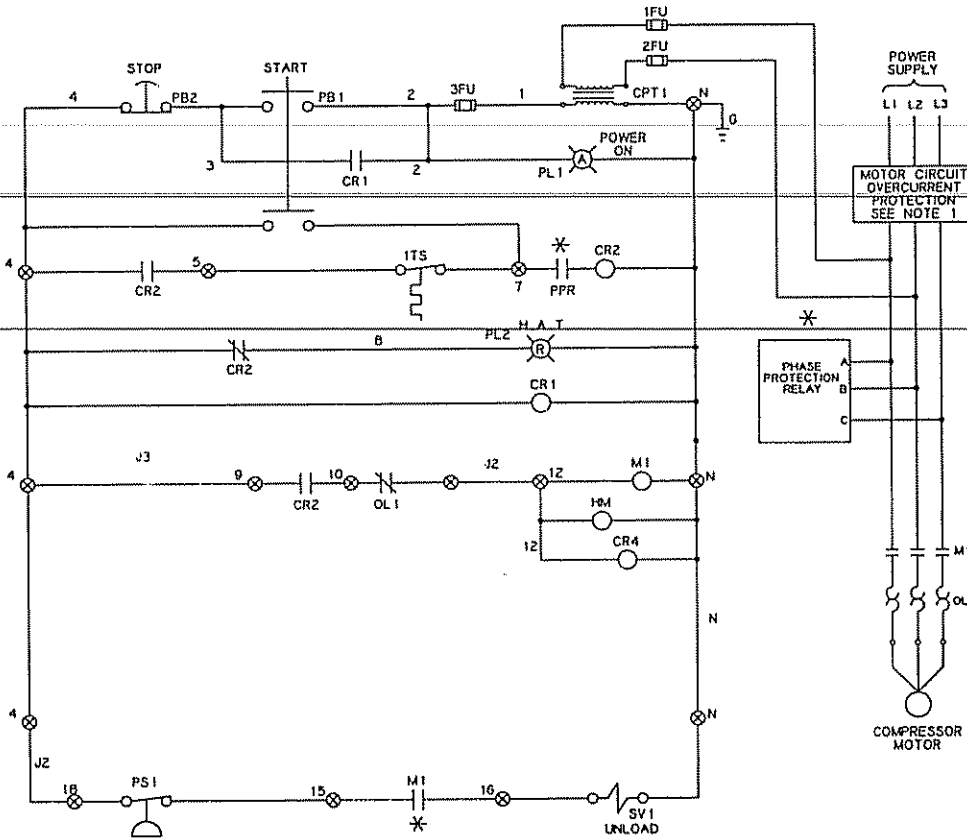 1FU
2FU
POWER
SUPPLY
L1 L2 L3
STOP
START
4
PB2
PB1
2
3FU
1
CPT1
N
G
3
CR1
2
PL1
A
POWER
ON
MOTOR CIRCUIT
OVERCURRENT
PROTECTION
SEE NOTE 1
4
CR2
5
1TS
7
PPR
CR2
CR2
8
PL2
H A T
R
PHASE
PROTECTION
RELAY
A
B
C
CR1
4
J3
9
CR2
10
OL1
J2
12
M1
N
HM
12
CR4
M1
OL
N
4
N
COMPRESSOR
MOTOR
J2
18
PS1
15
M1
16
SV1
UNLOAD